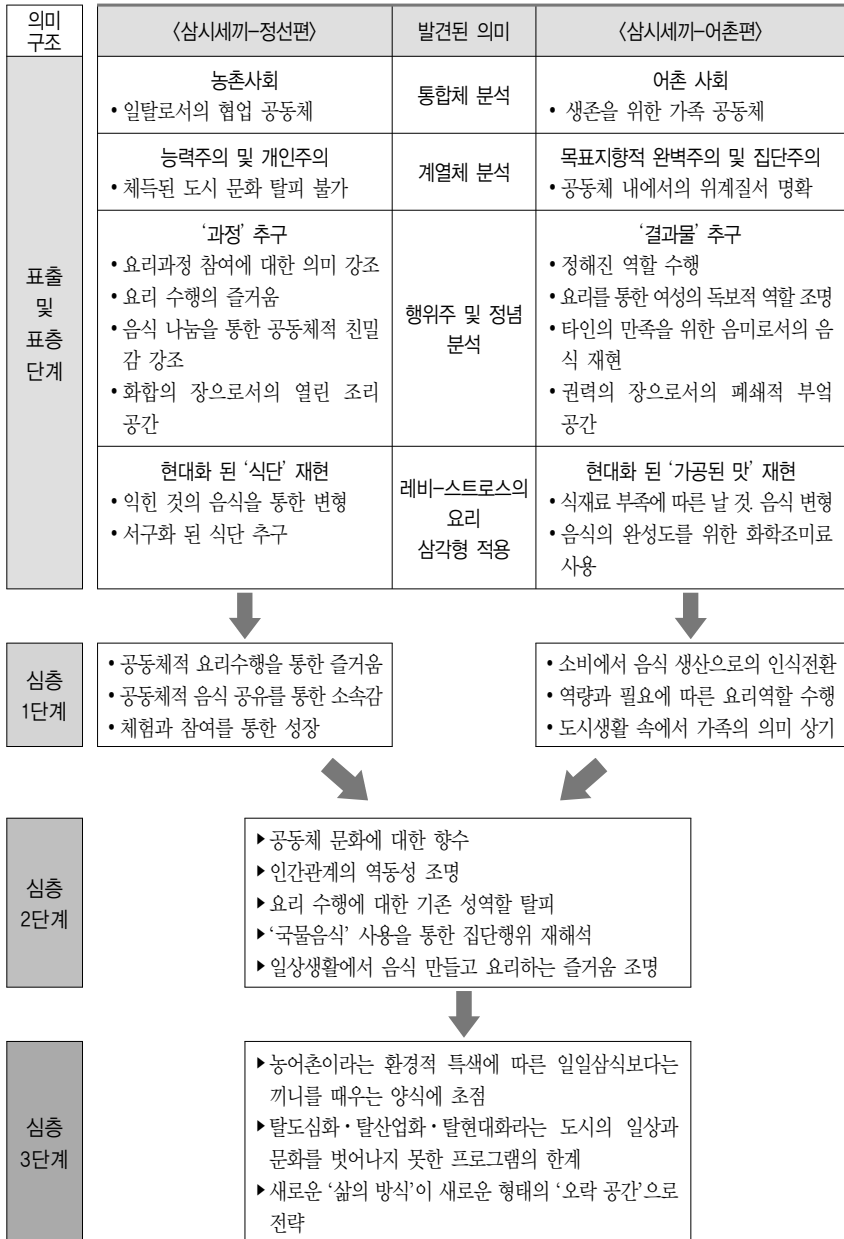 의미
구조
〈삼시세끼-정선편〉
발견된 의미
〈삼시세끼-어촌편〉
표출
및
표층
단계
농촌사회
• 일탈로서의 협업 공동체
통합체 분석
어촌 사회
• 생존을 위한 가족 공동체
능력주의 및 개인주의
• 체득된 도시 문화 탈피 불가
계열체 분석
목표지향적 완벽주의 및 집단주의
• 공동체 내에서의 위계질서 명확
‘과정’ 추구
• 요리과정 참여에 대한 의미 강조
• 요리 수행의 즐거움
• 음식 나눔을 통한 공동체적 친밀
감 강조
• 화합의 장으로서의 열린 조리
공간
행위주 및 정념
분석
‘결과물’ 추구
• 정해진 역할 수행
• 요리를 통한 여성의 독보적 역할 조명
• 타인의 만족을 위한 음미로서의 음
식 재현
• 권력의 장으로서의 폐쇄적 부엌
공간
현대화 된 ‘식단’ 재현
• 익힌 것의 음식을 통한 변형
• 서구화 된 식단 추구
레비-스트로스의
요리
삼각형 적용
현대화 된 ‘가공된 맛’ 재현
• 식재료 부족에 따른 날 것. 음식 변형
• 음식의 완성도를 위한 화학조미료
사용
심층
1단계
• 공동체적 요리수행을 통한 즐거움
• 공동체적 음식 공유를 통한 소속감
• 체험과 참여를 통한 성장
• 소비에서 음식 생산으로의 인식전환
• 역량과 필요에 따른 요리역할 수행
• 도시생활 속에서 가족의 의미 상기
심층
2단계
▶공동체 문화에 대한 향수
▶인간관계의 역동성 조명
▶요리 수행에 대한 기존 성역할 탈피
▶‘국물음식’ 사용을 통한 집단행위 재해석
▶일상생활에서 음식 만들고 요리하는 즐거움 조명
심층
3단계
▶농어촌이라는 환경적 특색에 따른 일일삼식보다는
끼니를 때우는 양식에 초점
▶탈도심화・탈산업화・탈현대화라는 도시의 일상과
문화를 벗어나지 못한 프로그램의 한계
▶새로운 ‘삶의 방식’이 새로운 형태의 ‘오락 공간’으로
전략